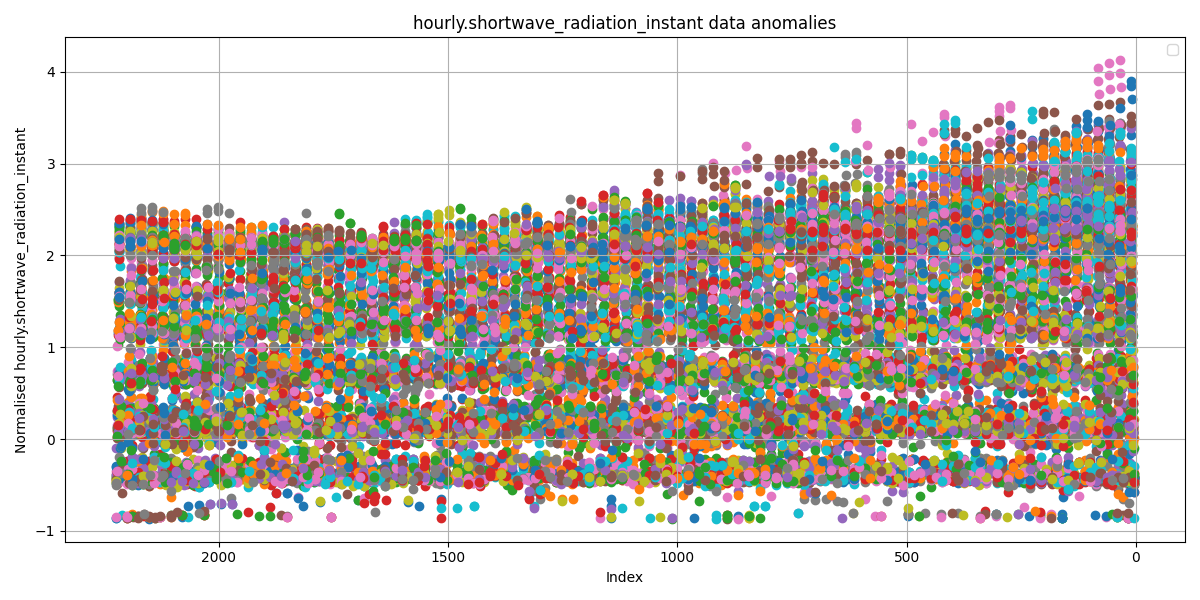 hourly.shortwave_radiation_instant data anomalies
Normalised hourly.shortwave_radiation_instant
4
3
2
1
0
−1
2000 1500 1000 500 0
Index